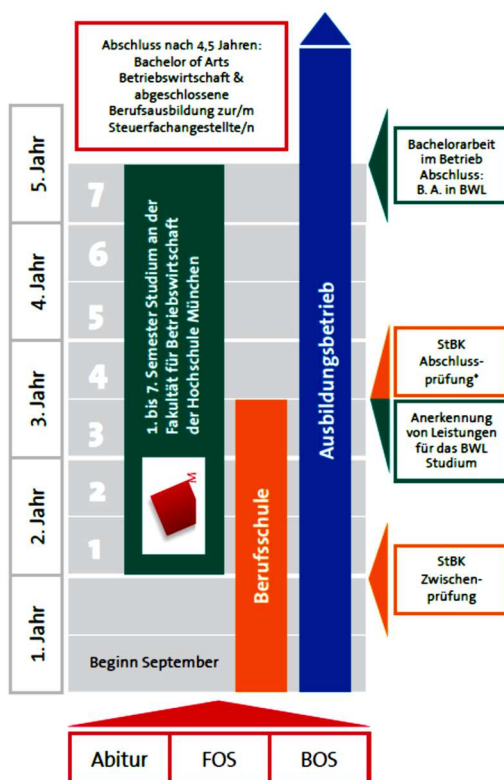 Abschluss nach 4,5 Jahren:
Bachelor of Arts
Betriebswirtschaft &
abgeschlossene
Berufsausbildung zur/m
Steuerfachangestellte/n
5. Jahr
4. Jahr
3. Jahr
2. Jahr
1. Jahr
7
6
5
4
3
2
1
Beginn September
1. bis 7. Semester Studium an der
Fakultät für Betriebswirtschaft
der Hochschule München
M
Berufsschule
Ausbildungsbetrieb
Bachelorarbeit
im Betrieb
Abschluss:
B. A. in BWL
StBK
Abschluss-
prüfung*
Anerkennung
von Leistungen
für das BWL
Studium
StBK
Zwischen-
prüfung
Abitur
FOS
BOS